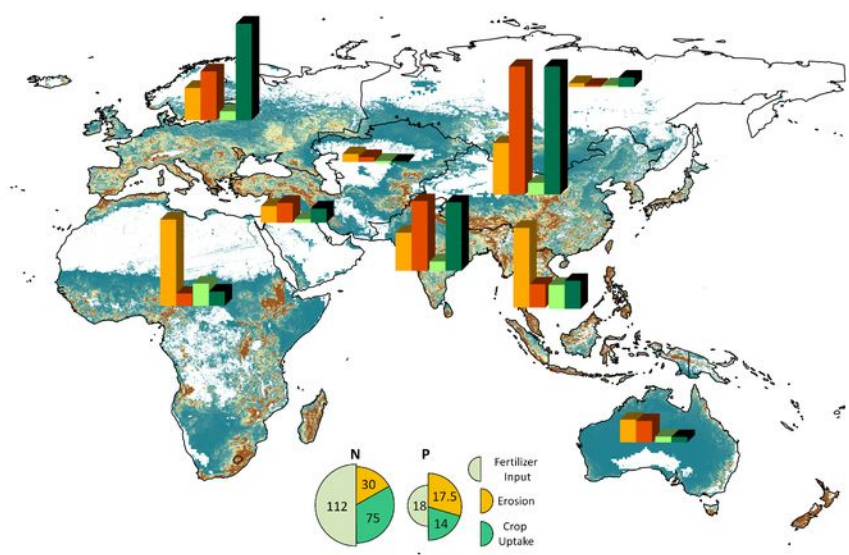 N
P
112
30
75
18
17.5
14
Fertilizer
Input
Erosion
Crop
Uptake